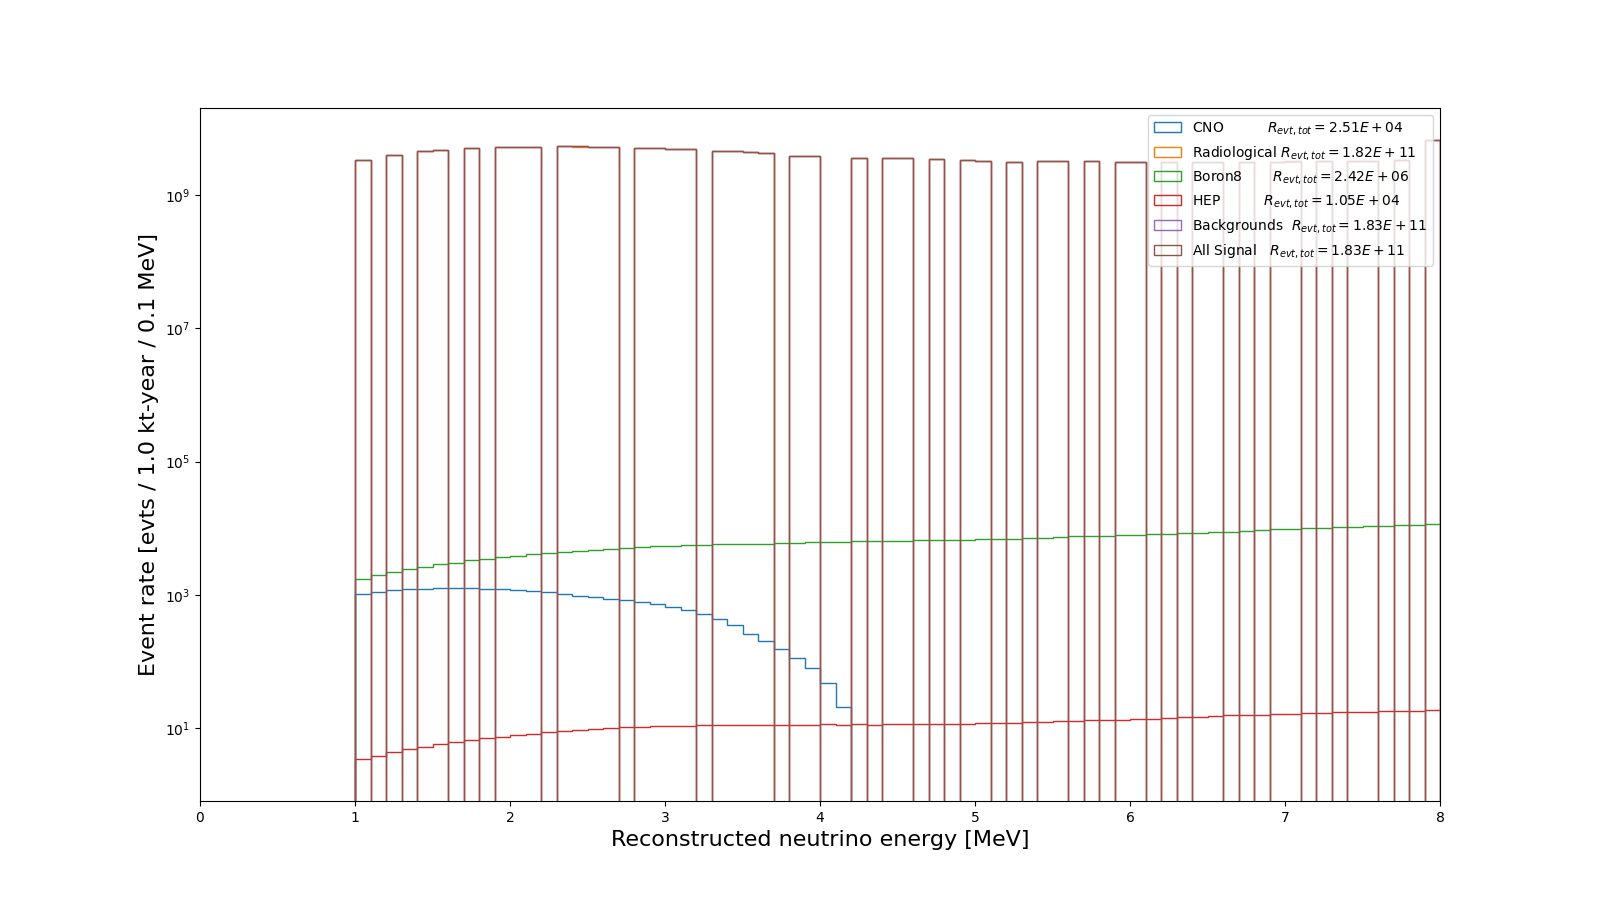 CNO R_{evt,tot} = 2.51E + 04
Radiological R_{evt,tot} = 1.82E + 11
Boron8 R_{evt,tot} = 2.42E + 06
HEP R_{evt,tot} = 1.05E + 04
Backgrounds R_{evt,tot} = 1.83E + 11
All Signal R_{evt,tot} = 1.83E + 11
Event rate [evts / 1.0 kt-year / 0.1 MeV]
10^9
10^7
10^5
10^3
10^1
0 1 2 3 4 5 6 7 8
Reconstructed neutrino energy [MeV]